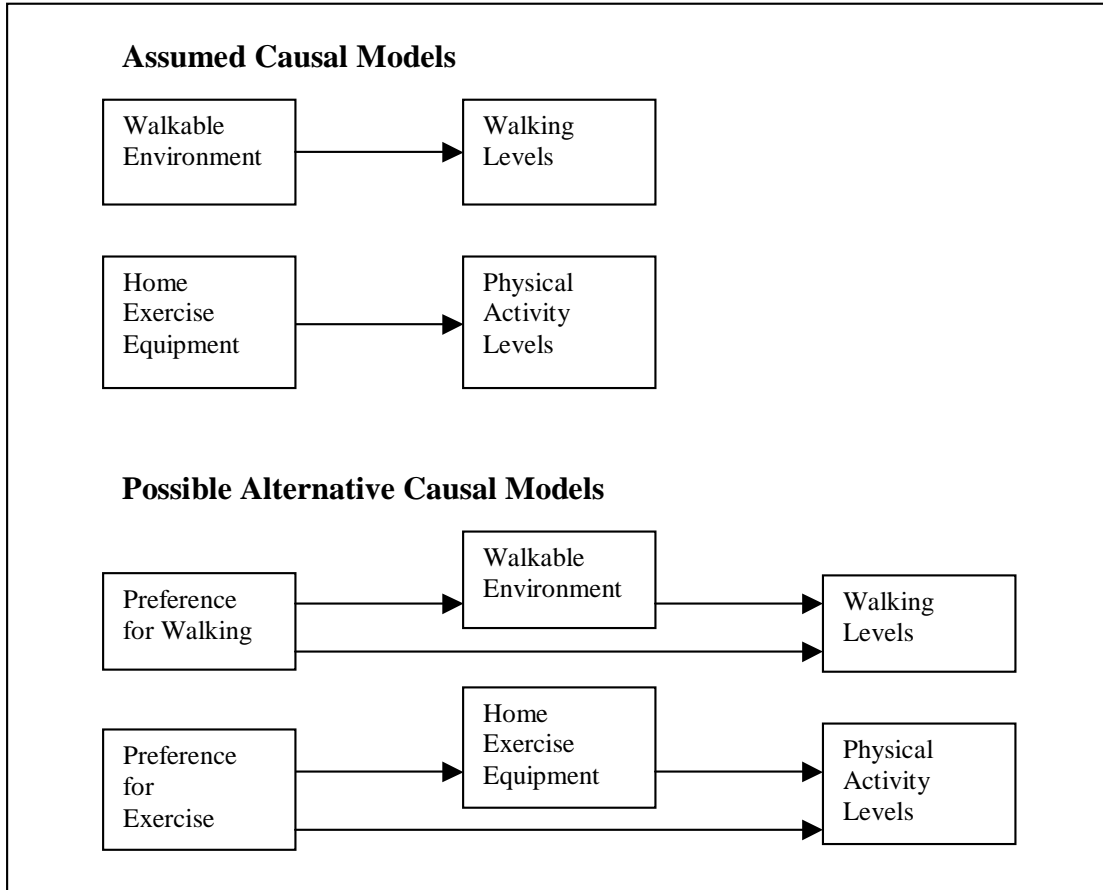 Assumed Causal Models
Walkable
Environment
Walking
Levels
Home
Exercise
Equipment
Physical
Activity
Levels
Possible Alternative Causal Models
Preference
for Walking
Walkable
Environment
Walking
Levels
Preference
for
Exercise
Home
Exercise
Equipment
Physical
Activity
Levels